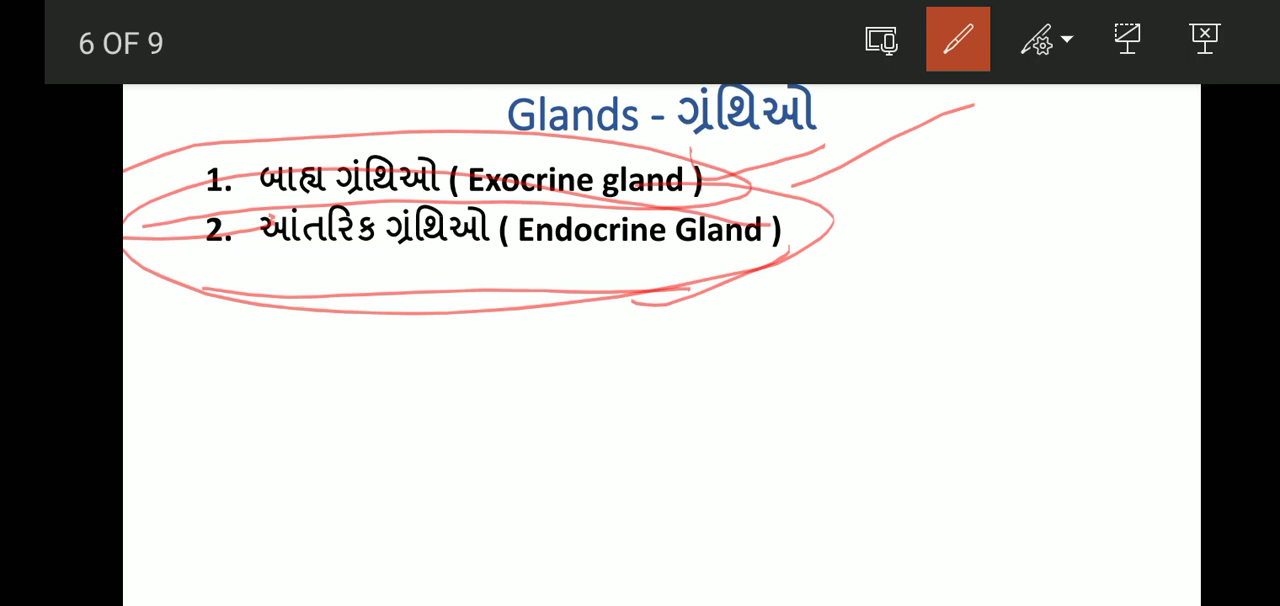 6 OF 9
Glands - ગ્રંથિઓ
1. બાહ્ય ગ્રંથિઓ ( Exocrine gland )
2. આંતરિક ગ્રંથિઓ ( Endocrine Gland )